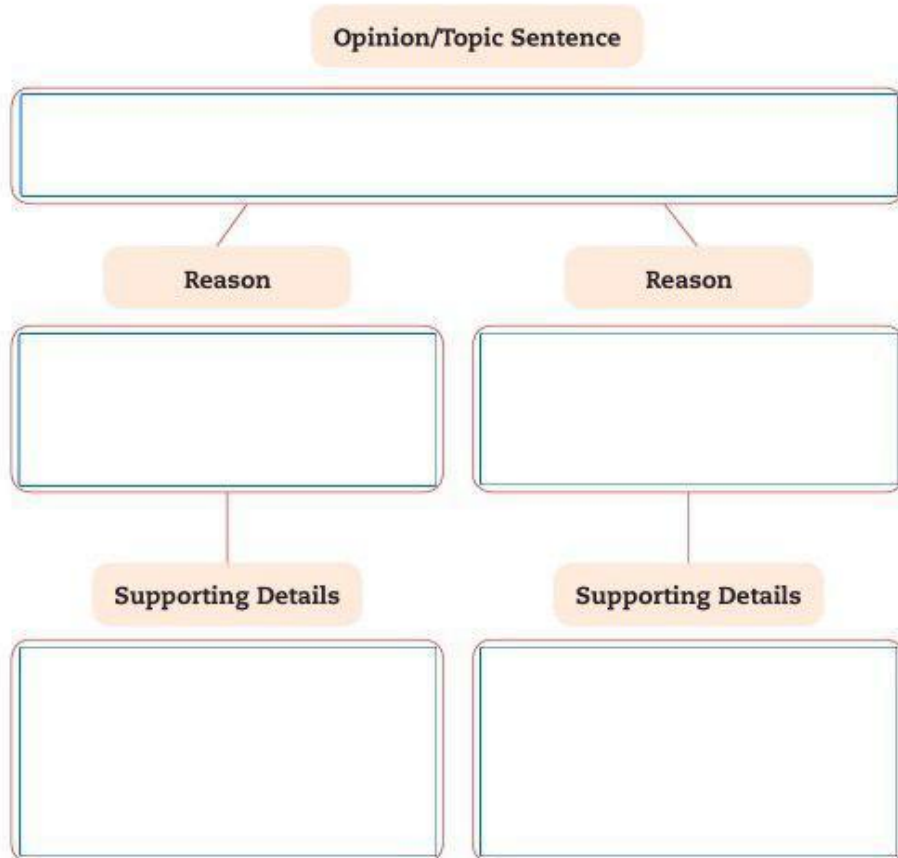 Opinion/Topic Sentence
Reason
Reason
Supporting Details
Supporting Details